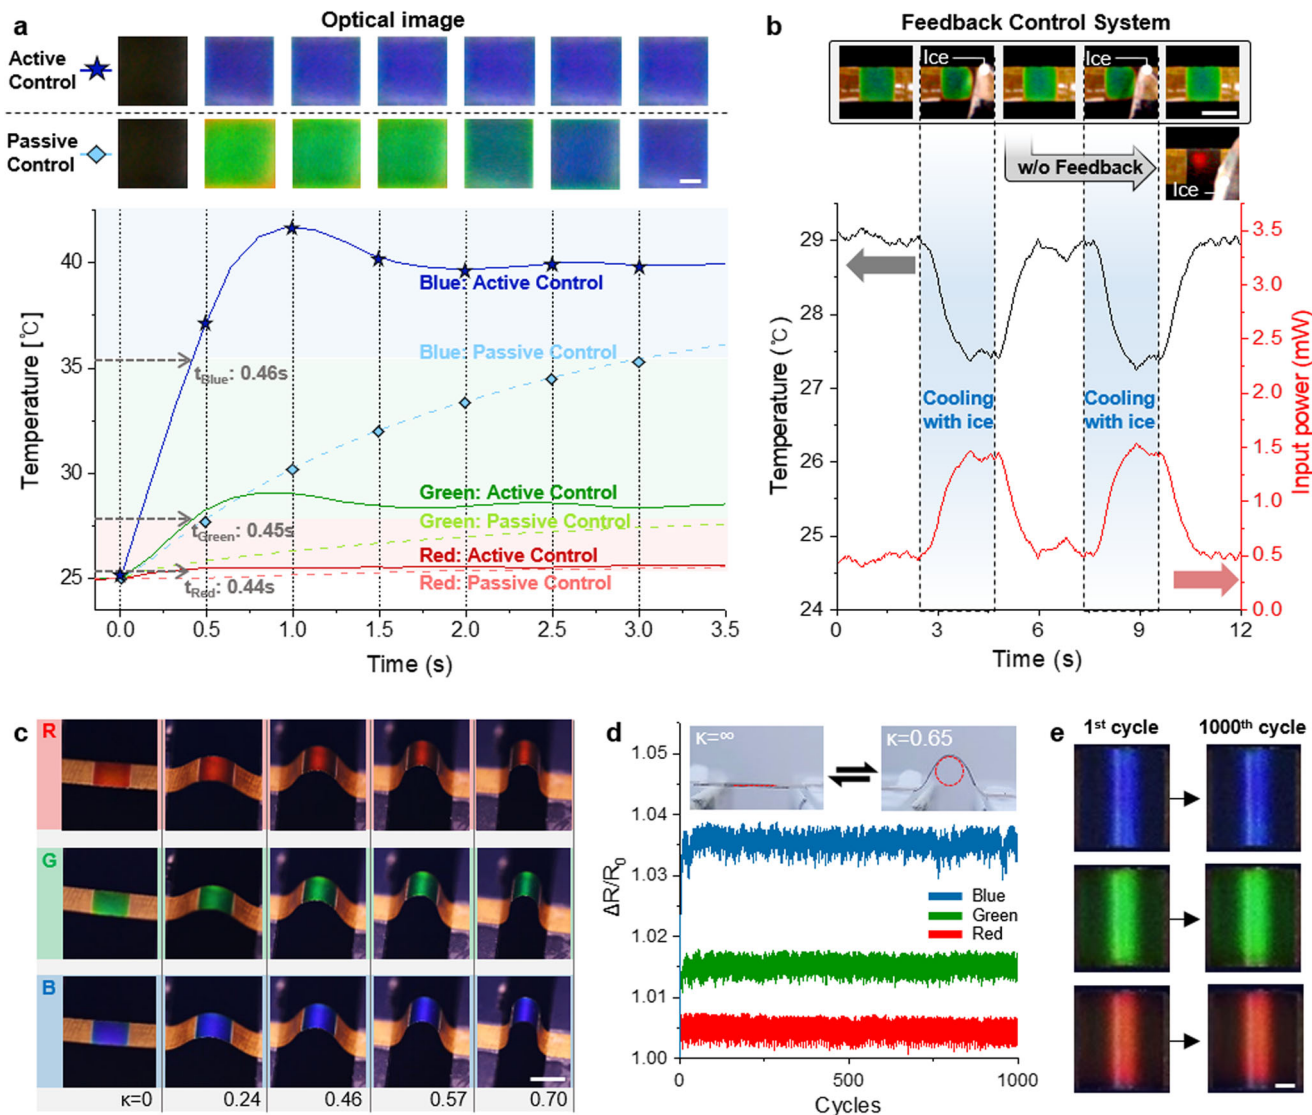 a
Optical image
Active
Control
Passive
Control
Temperature [℃]
40
35
30
25
Blue: Active Control
Blue: Passive Control
tBlue: 0.46s
Green: Active Control
Green: Passive Control
tGreen: 0.45s
Red: Active Control
Red: Passive Control
tRed: 0.44s
0.0 0.5 1.0 1.5 2.0 2.5 3.0 3.5
Time (s)
b
Feedback Control System
Ice
Ice
w/o Feedback
Ice
Temperature (℃)
29
28
27
26
25
24
Cooling
with ice
Cooling
with ice
3.5
3.0
2.5
2.0
1.5
1.0
0.5
0.0
Input power (mW)
0 3 6 9 12
Time (s)
c
R
G
B
κ=0 0.24 0.46 0.57 0.70
d
ΔR/R0
1.05
1.04
1.03
1.02
1.01
1.00
κ=∞
κ=0.65
Blue
Green
Red
0 500 1000
Cycles
e
1st cycle
1000th cycle